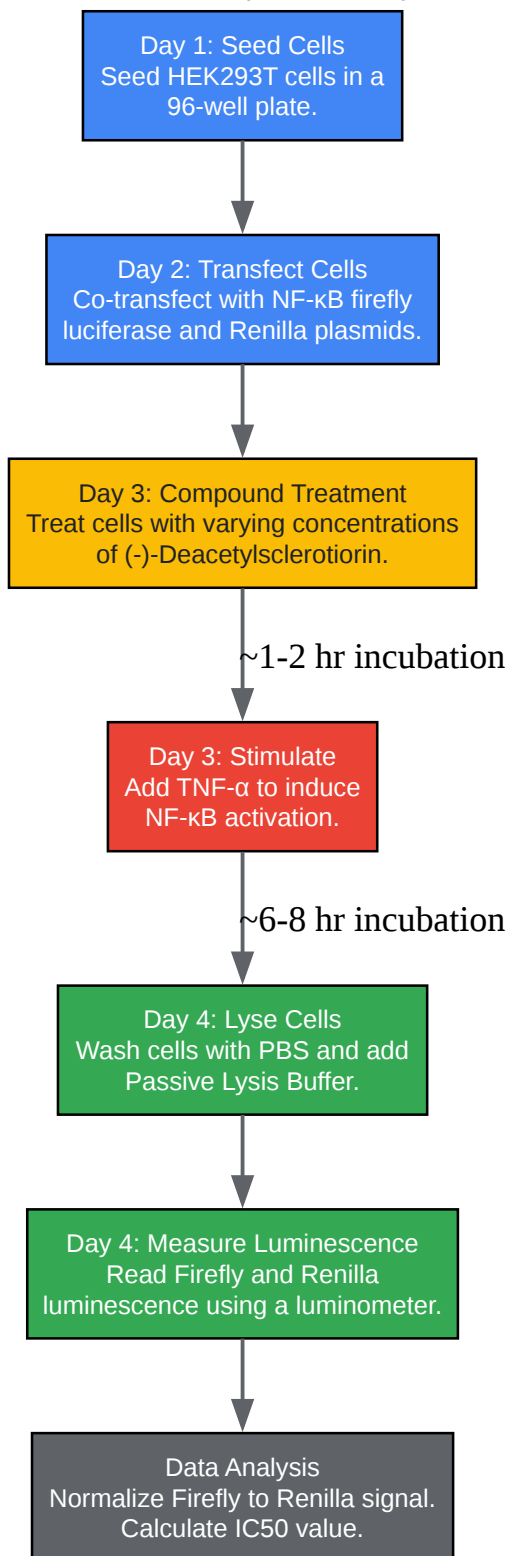 Day 1: Seed Cells
Seed HEK293T cells in a
96-well plate.
Day 2: Transfect Cells
Co-transfect with NF-κB firefly
luciferase and Renilla plasmids.
Day 3: Compound Treatment
Treat cells with varying concentrations
of (-)-Deacetylsclerotiorin.
~1-2 hr incubation
Day 3: Stimulate
Add TNF-α to induce
NF-κB activation.
~6-8 hr incubation
Day 4: Lyse Cells
Wash cells with PBS and add
Passive Lysis Buffer.
Day 4: Measure Luminescence
Read Firefly and Renilla
luminescence using a luminometer.
Data Analysis
Normalize Firefly to Renilla signal.
Calculate IC50 value.